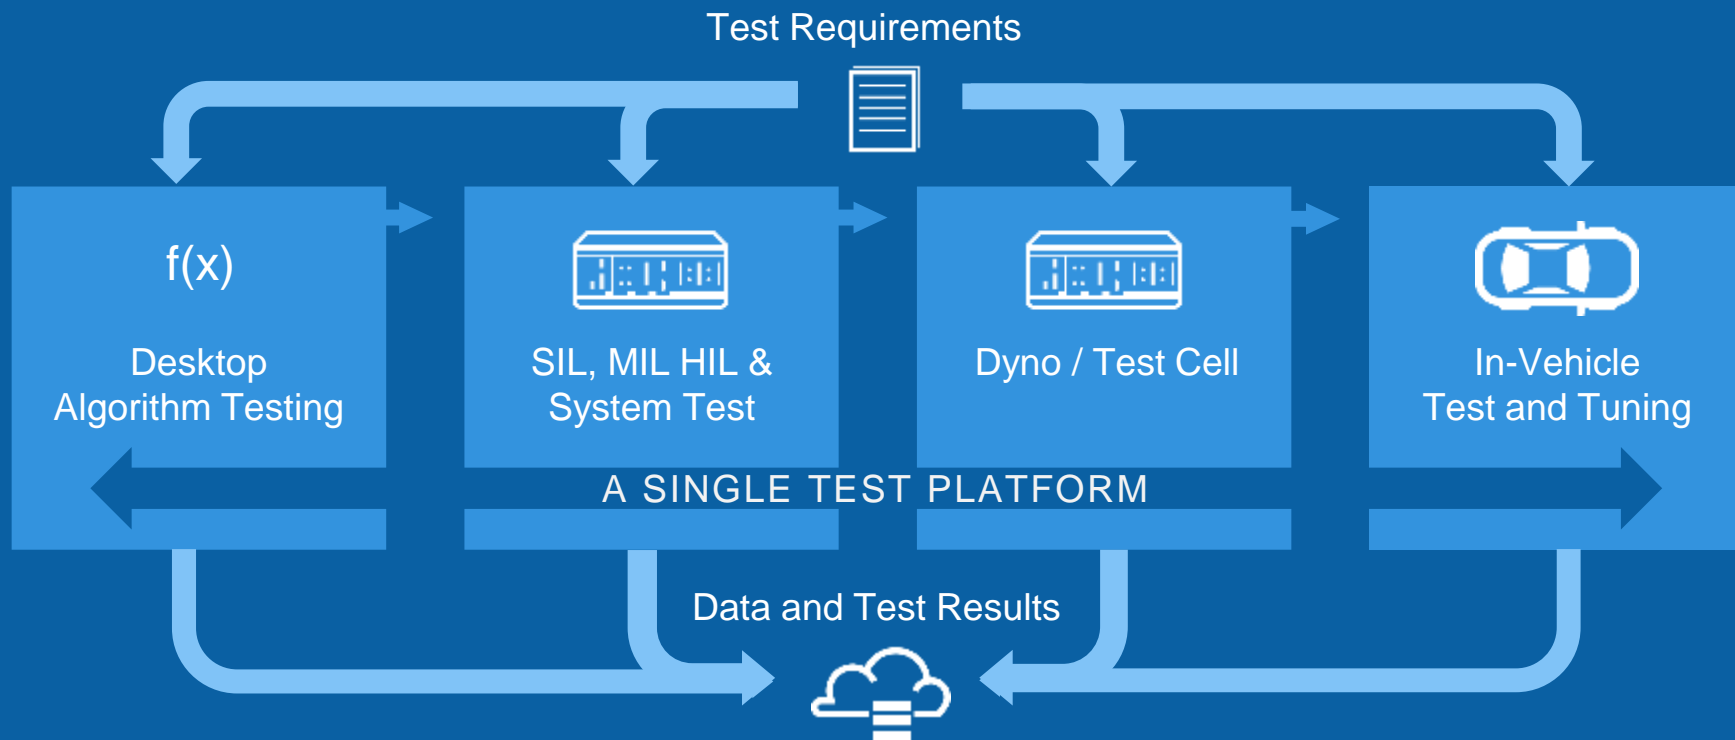 Test Requirements
f(x)
Desktop
Algorithm Testing
SIL, MIL HIL &
System Test
Dyno / Test Cell
In-Vehicle
Test and Tuning
A SINGLE TEST PLATFORM
Data and Test Results